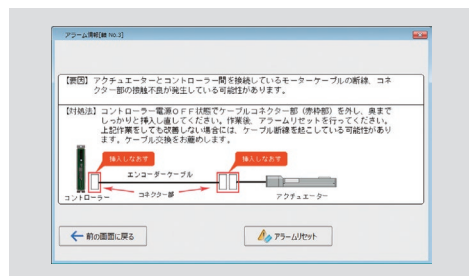 アラーム情報[軸 No.3]
【要因】アクチュエーターとコントローラー間を接続しているモーターケーブルの断線、コネ
クター部の接触不良が発生している可能性があります。
【対処法】コントローラー電源OFF状態でケーブルコネクター部（赤枠部）を外し、奥まで
しっかりと挿入し直してください。作業後、アラームリセットを行ってください。
上記作業をしても改善しない場合には、ケーブル断線を起こしている可能性があり
ます。ケーブル交換をお薦めします。
挿入しなおす
挿入しなおす
エンコーダーケーブル
コネクター部
コントローラー
アクチュエーター
前の画面に戻る
アラームリセット